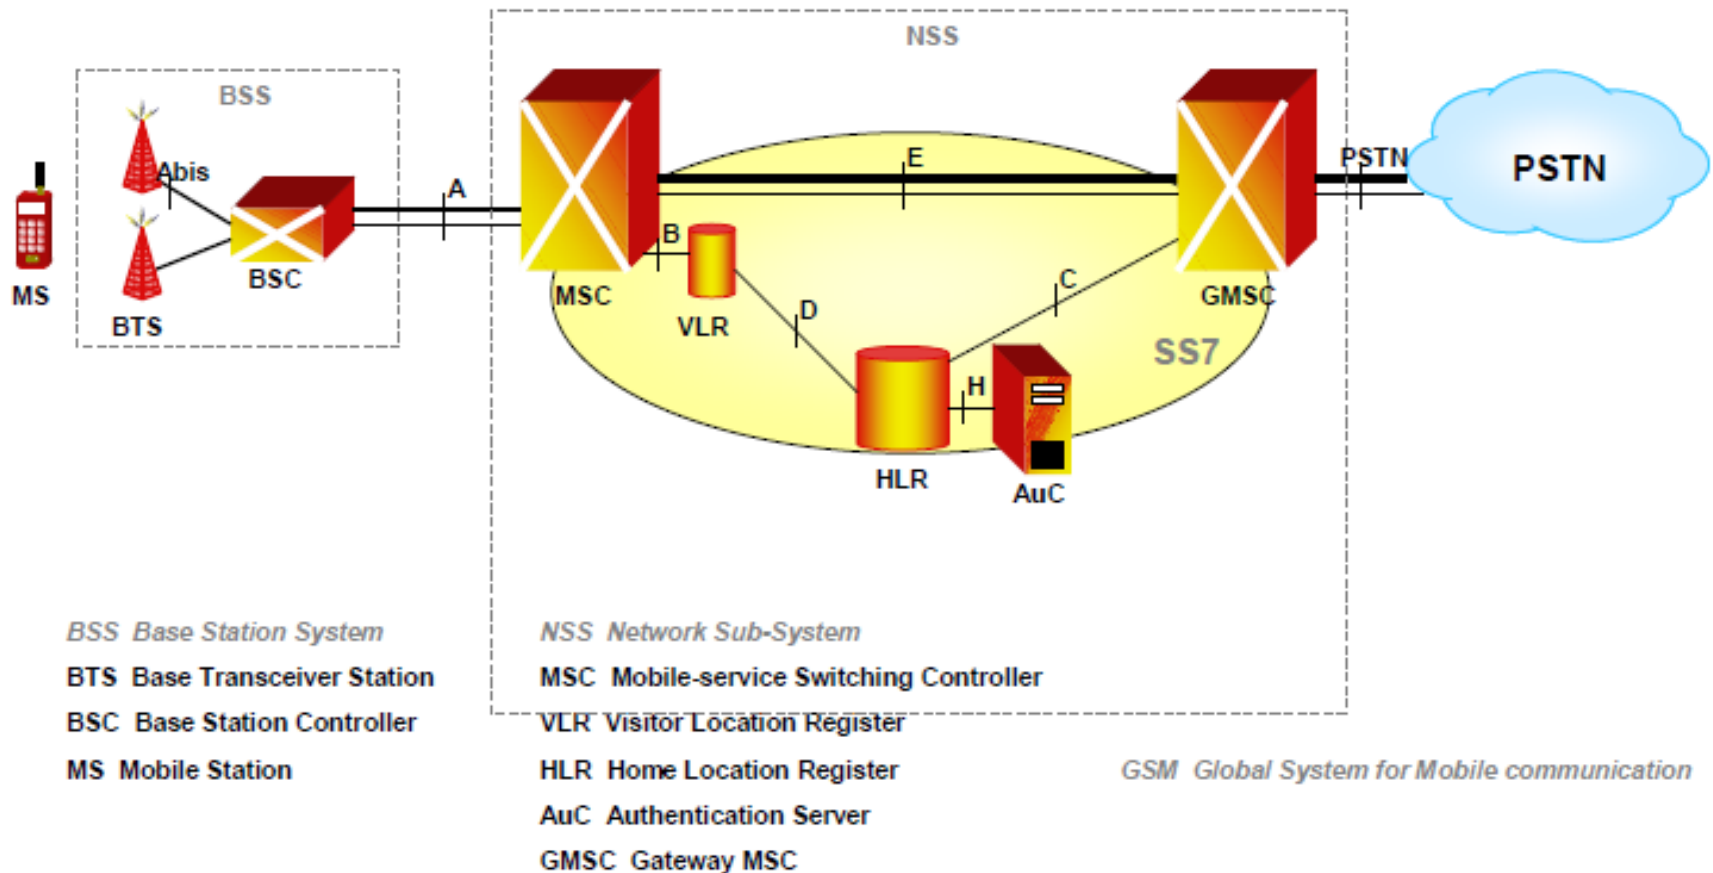 NSS
BSS
Abis
A
E
PSTN
PSTN
B
MS
BSC
BTS
MSC
VLR
D
C
GMSC
SS7
H
HLR
AuC
BSS Base Station System
BTS Base Transceiver Station
BSC Base Station Controller
MS Mobile Station
NSS Network Sub-System
MSC Mobile-service Switching Controller
VLR Visitor Location Register
HLR Home Location Register
AuC Authentication Server
GMSC Gateway MSC
GSM Global System for Mobile communication